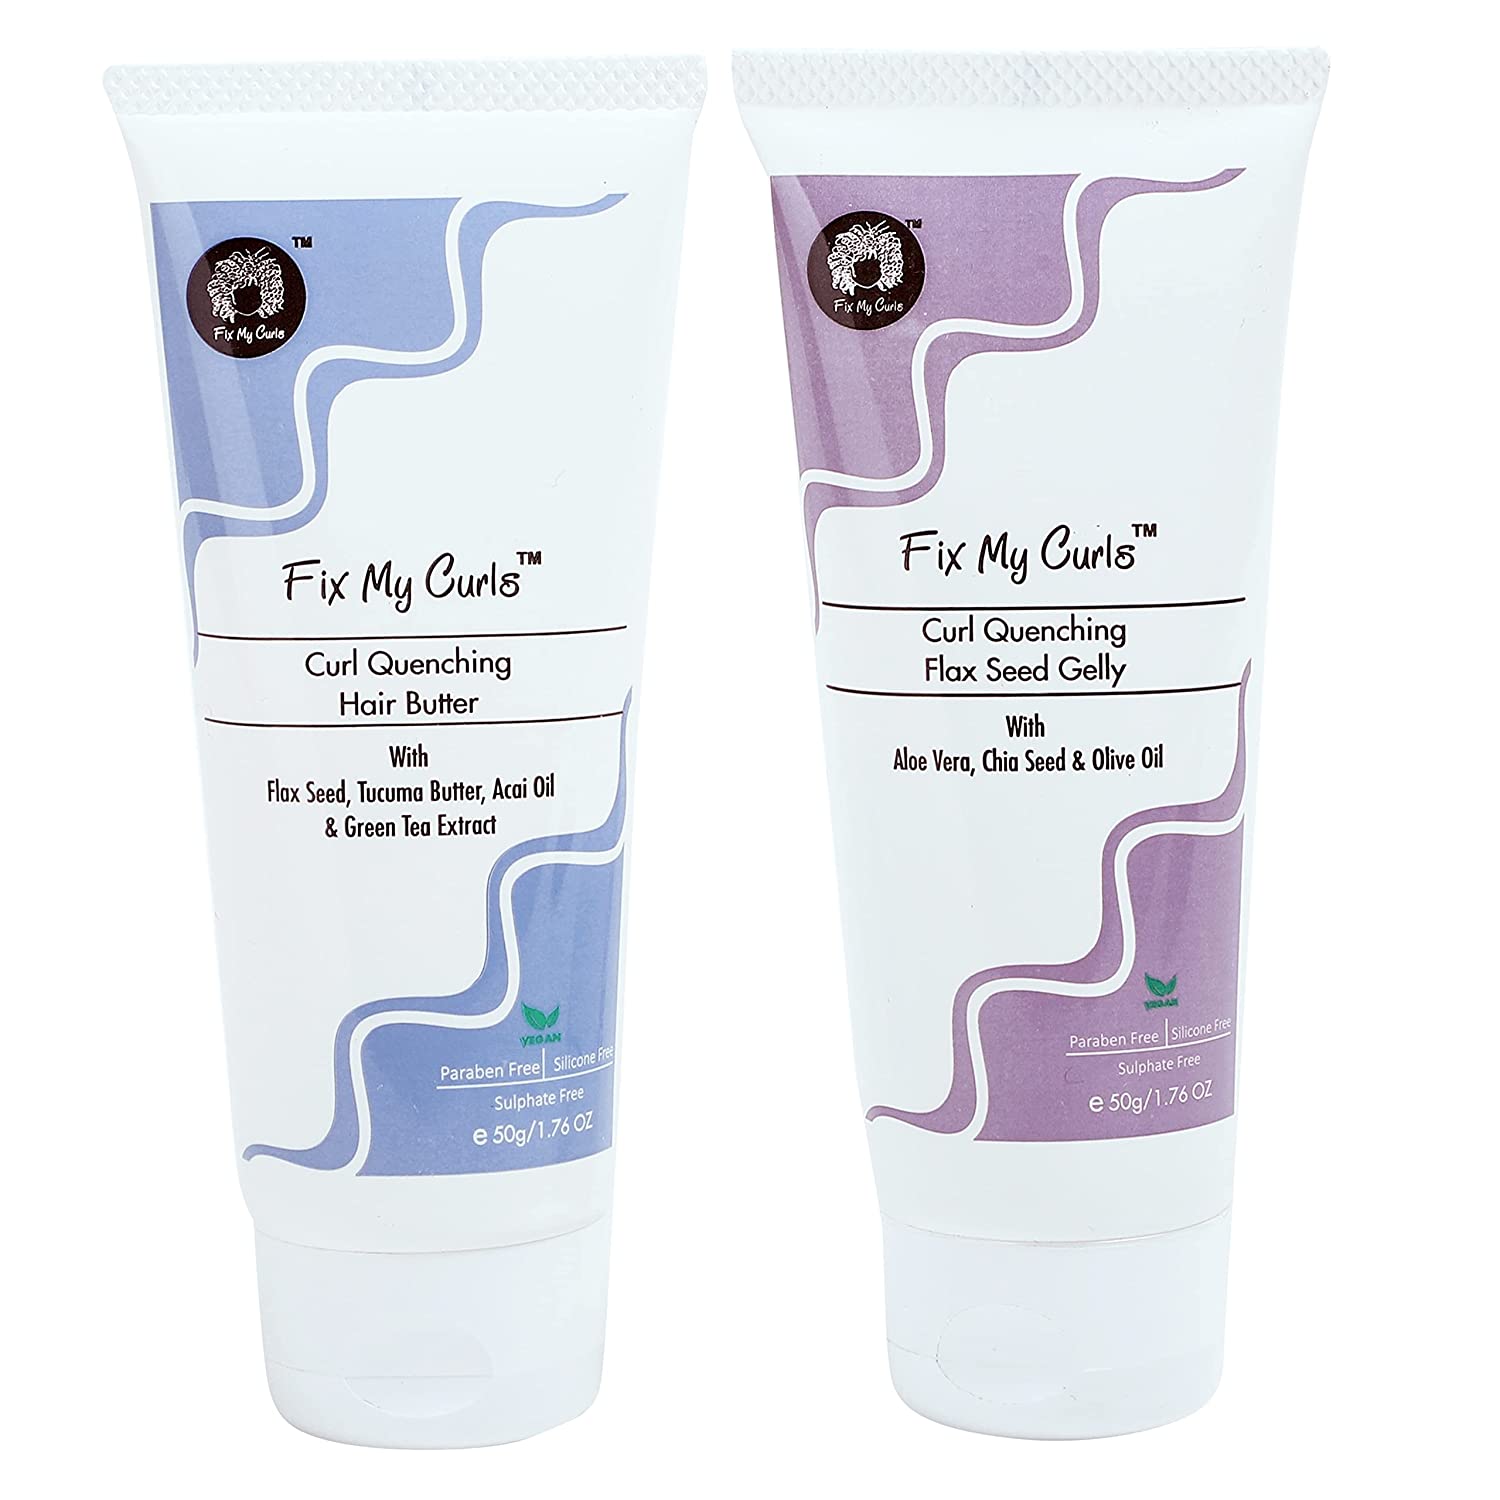 TM
Fix My Curls
Fix My Curls™
Curl Quenching
Hair Butter
With
Flax Seed, Tucuma Butter, Acai Oil
& Green Tea Extract
VEGAN
Paraben Free | Silicone Free
Sulphate Free
e 50g/1.76 OZ
TM
Fix My Curls
Fix My Curls™
Curl Quenching
Flax Seed Gelly
With
Aloe Vera, Chia Seed & Olive Oil
VEGAN
Paraben Free | Silicone Free
Sulphate Free
e 50g/1.76 OZ